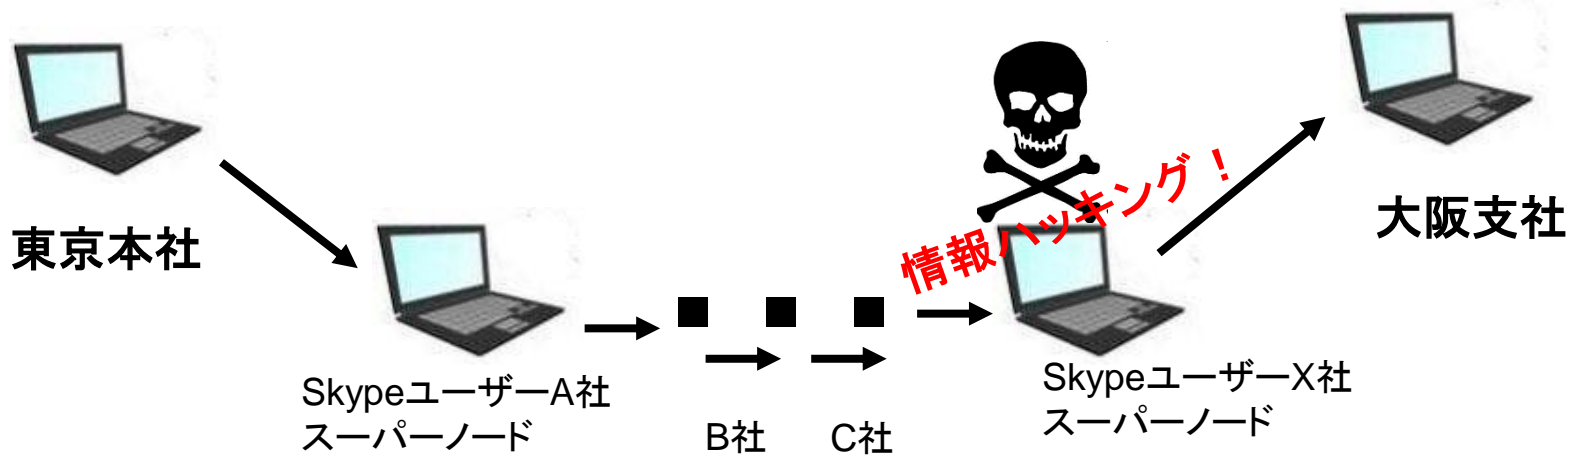 東京本社
SkypeユーザーA社
スーパーノード
B社
C社
情報ハッキング！
SkypeユーザーX社
スーパーノード
大阪支社